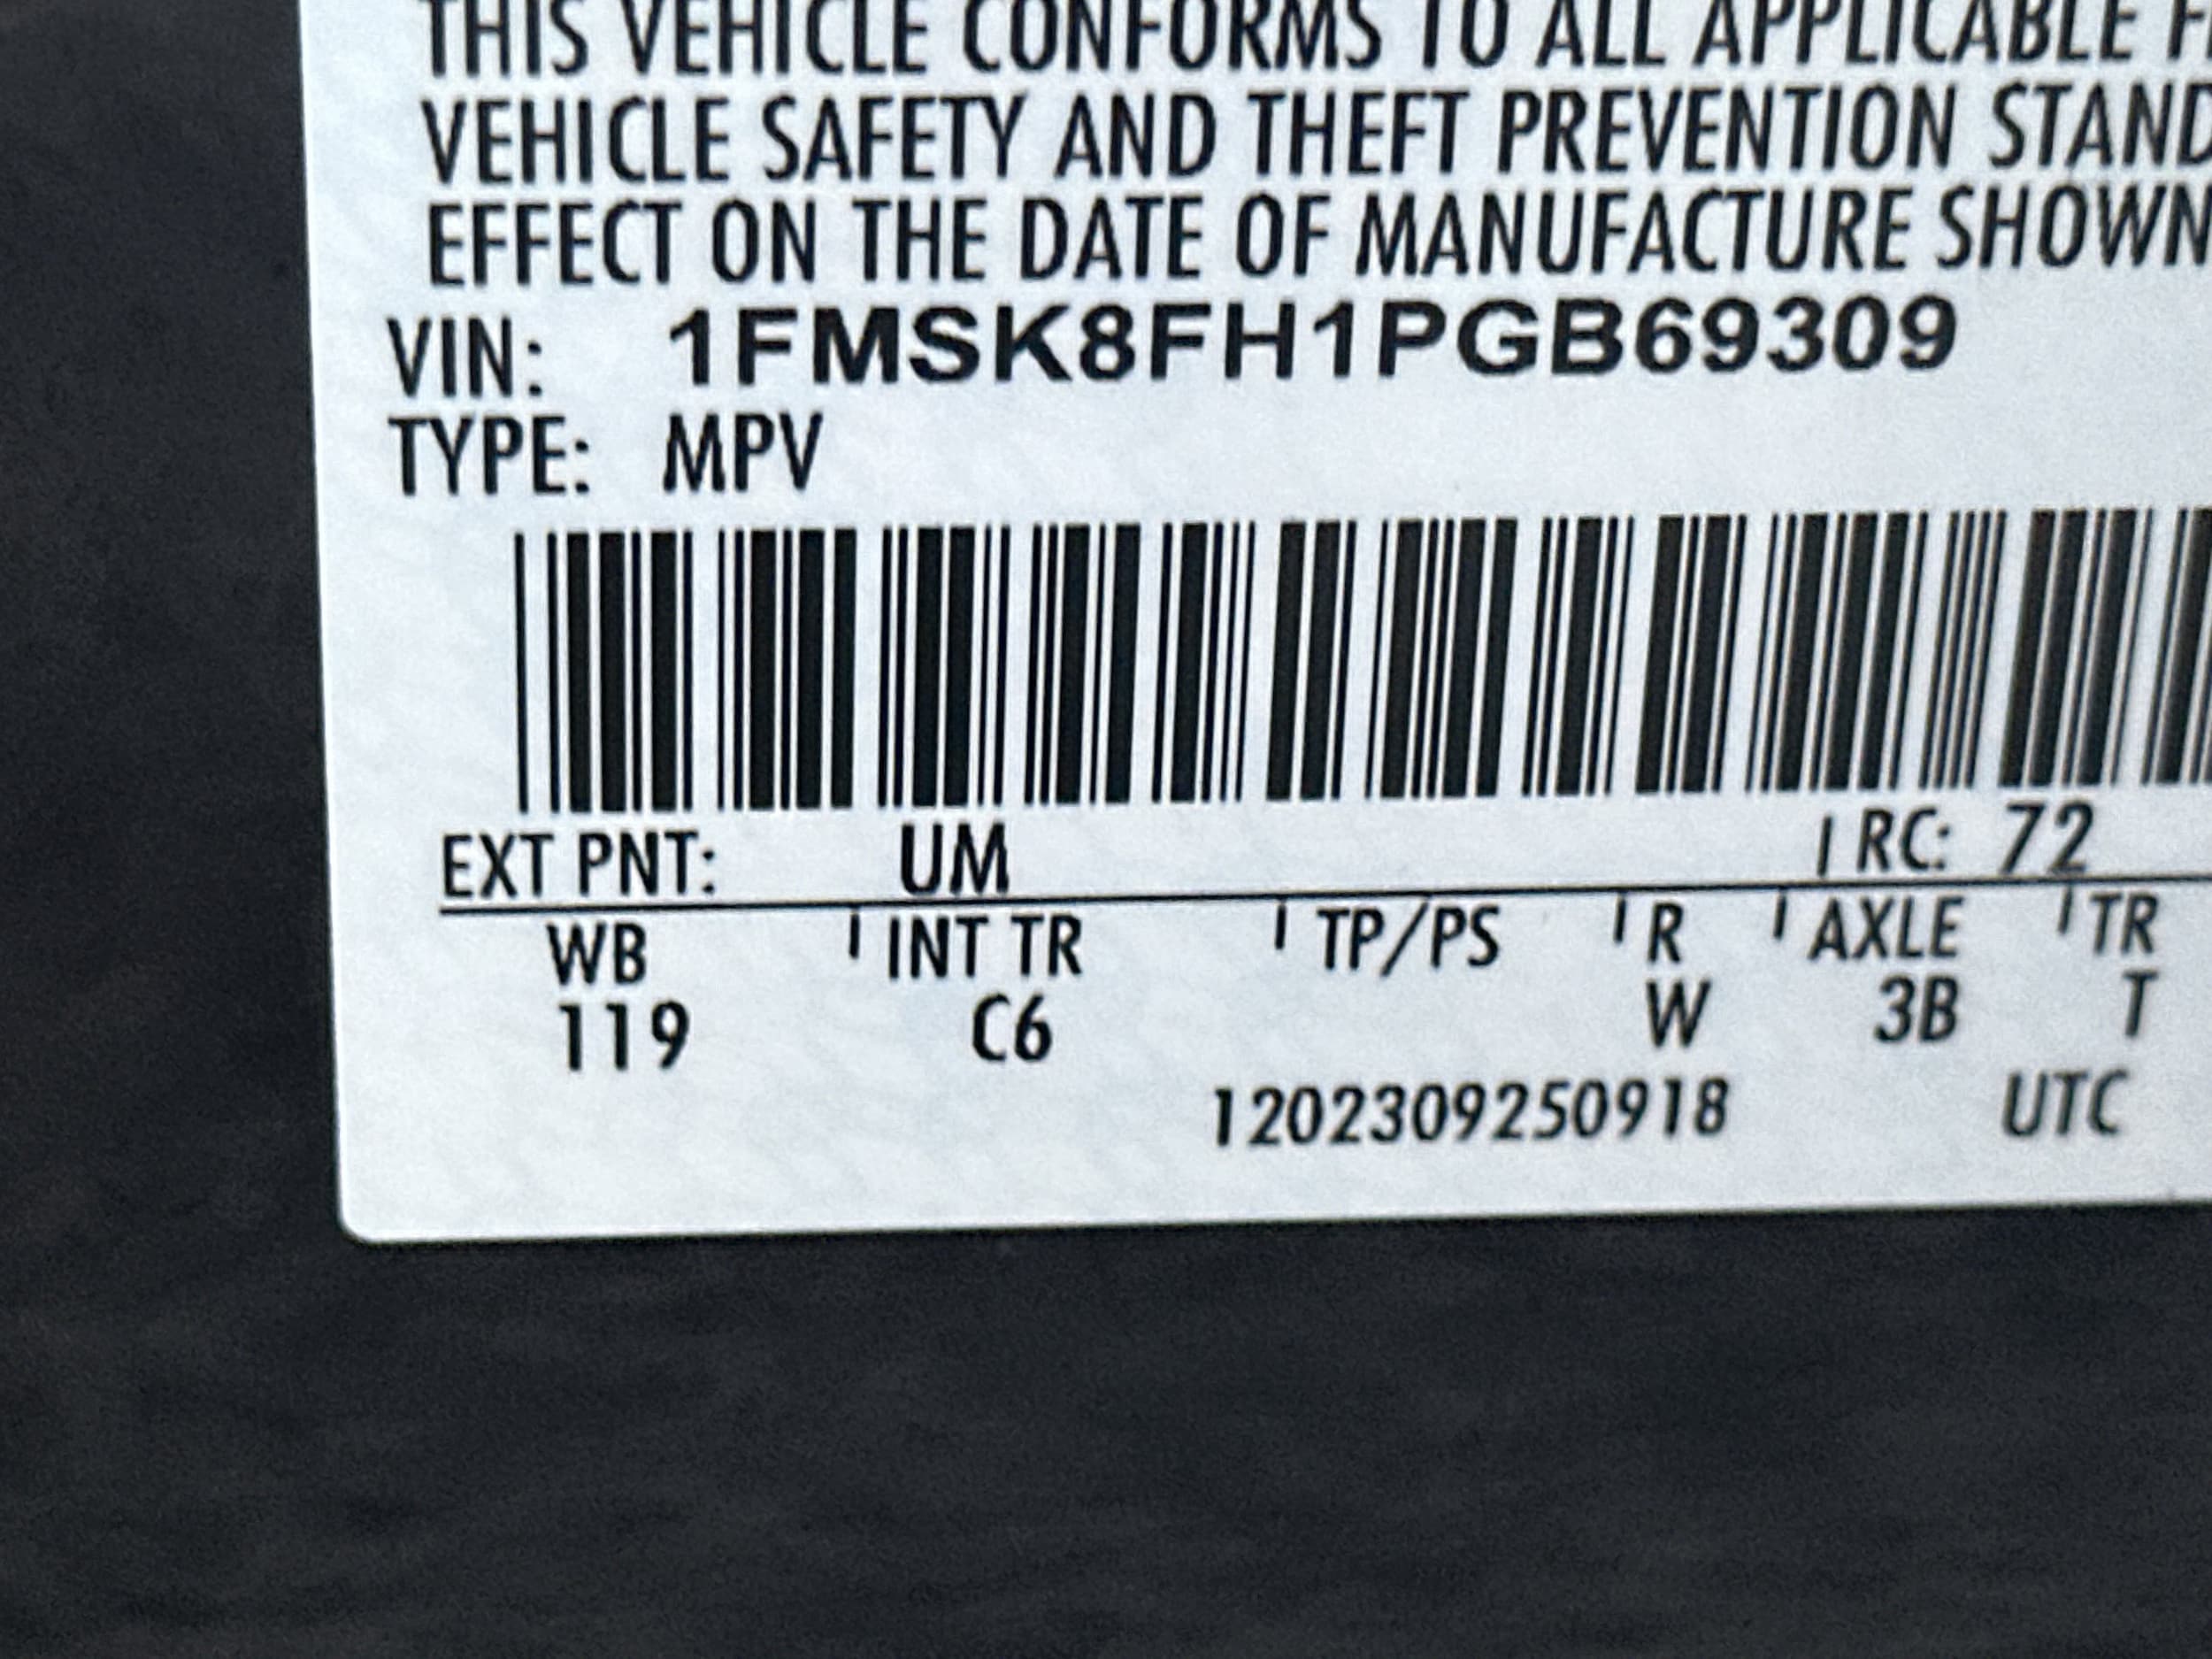 THIS VEHICLE CONFORMS TO ALL APPLICABLE F
VEHICLE SAFETY AND THEFT PREVENTION STAND
EFFECT ON THE DATE OF MANUFACTURE SHOWN
VIN: 1FMSK8FH1PGB69309
TYPE: MPV
EXT PNT: UM | RC: 72
WB | INT TR | TP/PS | R | AXLE | TR
119 C6 W 3B T
1202309250918 UTC